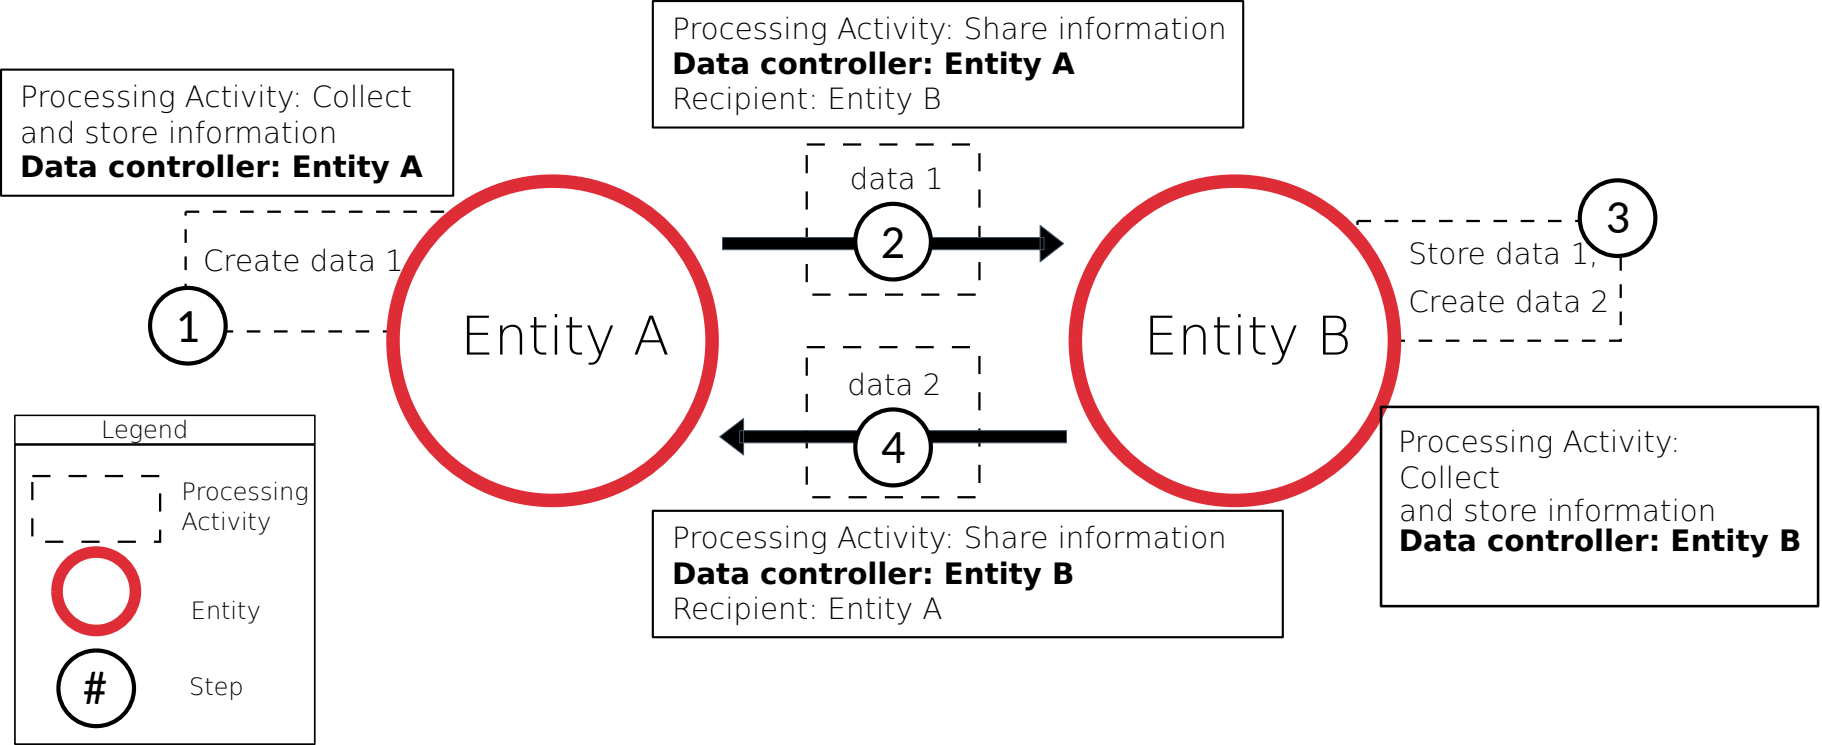 Processing Activity: Share information
Data controller: Entity A
Recipient: Entity B
Processing Activity: Collect
and store information
Data controller: Entity A
Create data 1
1
Entity A
data 1
2
data 2
4
Entity B
3
Store data 1,
Create data 2
Processing Activity:
Collect
and store information
Data controller: Entity B
Processing Activity: Share information
Data controller: Entity B
Recipient: Entity A
Legend
Processing
Activity
Entity
#
Step